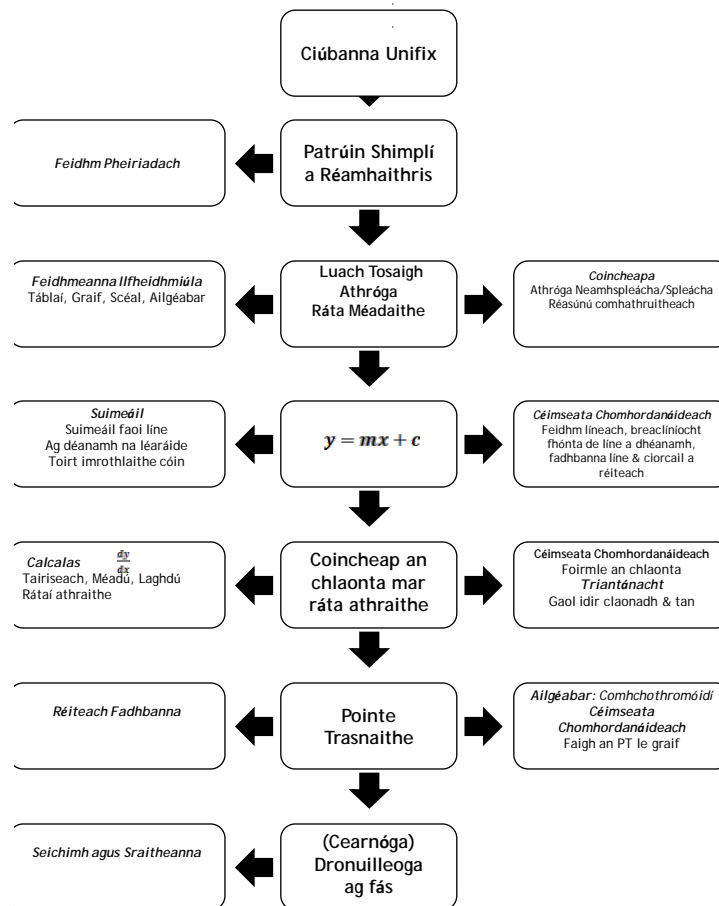 Ciúbanna Unifix
Feidhm Pheiriadach
Patrúin Shimplí
a Réamhaithris
Feidhmeanna Ilfheidhmiúla
Táblaí, Graif, Scéal, Ailgéabar
Luach Tosaigh
Athróga
Ráta Méadaithe
Coincheapa
Athróga Neamhspleácha/Spleácha
Réasúnú comhathruitheach
Suimeáil
Suimeáil faoi líne
Ag déanamh na léaráide
Toirt imrothlaithe cóin
y = mx + c
Céimseata Chomhordanáideach
Feidhm líneach, breaclíníocht
fhónta de líne a dhéanamh,
fadhbanna líne & ciorcail a
réiteach
Calcalas dy/dx
Tairiseach, Méadú, Laghdú
Rátaí athraithe
Coincheap an
chlaonta mar
ráta athraithe
Céimseata Chomhordanáideach
Foirmle an chlaonta
Triantánacht
Gaol idir claonadh & tan
Réiteach Fadhbanna
Pointe
Trasnaithe
Ailgéabar: Comhchothromóidí
Céimseata
Chomhordanáideach
Faigh an PT le graif
Seichimh agus Sraitheanna
(Cearnóga)
Dronuilleoga
ag fás